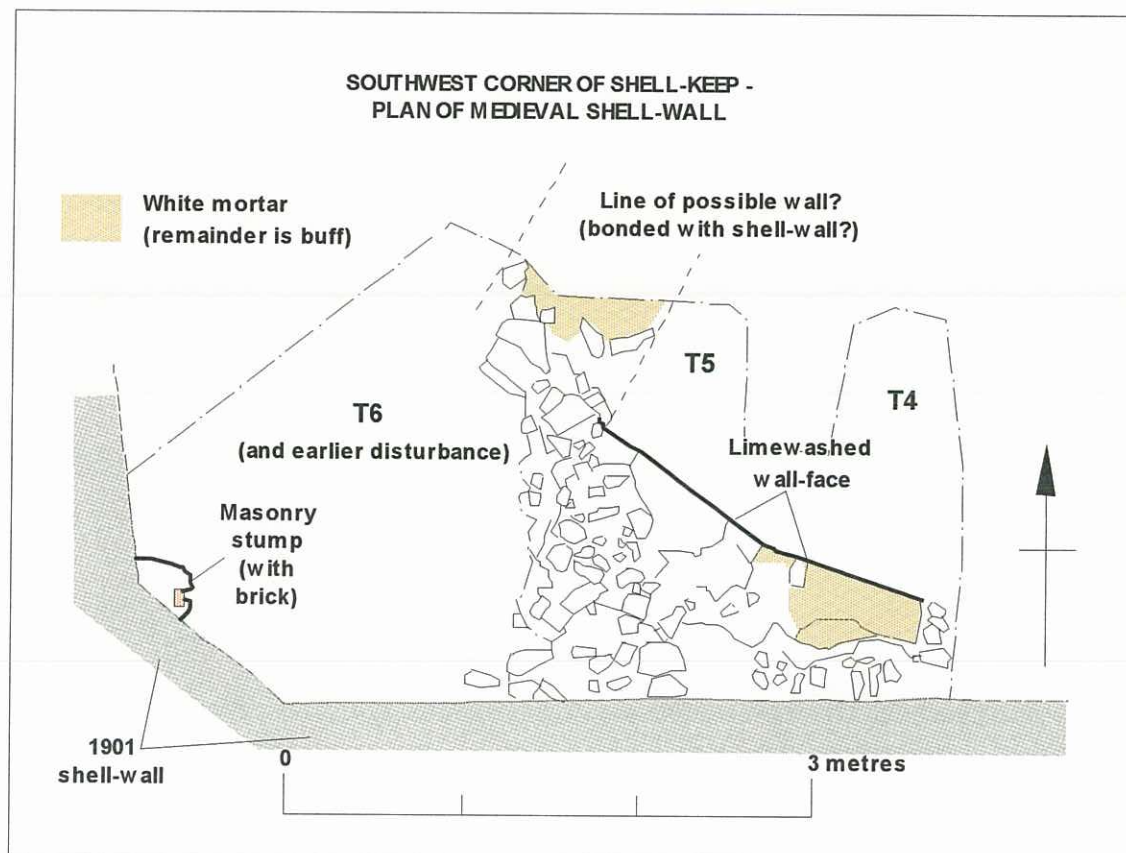 SOUTHWEST CORNER OF SHELL-KEEP -
PLAN OF MEDIEVAL SHELL-WALL
White mortar
(remainder is buff)
Line of possible wall?
(bonded with shell-wall?)
T5
T4
T6
(and earlier disturbance)
Limewashed
wall-face
Masonry
stump
(with
brick)
1901
shell-wall
0
3 metres